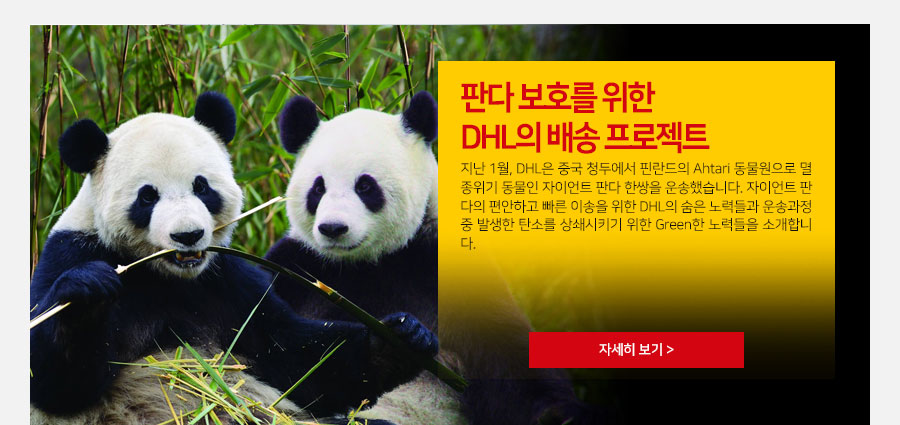 판다 보호를 위한
DHL의 배송 프로젝트
지난 1월, DHL은 중국 청두에서 핀란드의 Ahtari 동물원으로 멸
종위기 동물인 자이언트 판다 한쌍을 운송했습니다. 자이언트 판
다의 편안하고 빠른 이송을 위한 DHL의 숨은 노력들과 운송과정
중 발생한 탄소를 상쇄시키기 위한 Green한 노력들을 소개합니
다.
자세히 보기 >